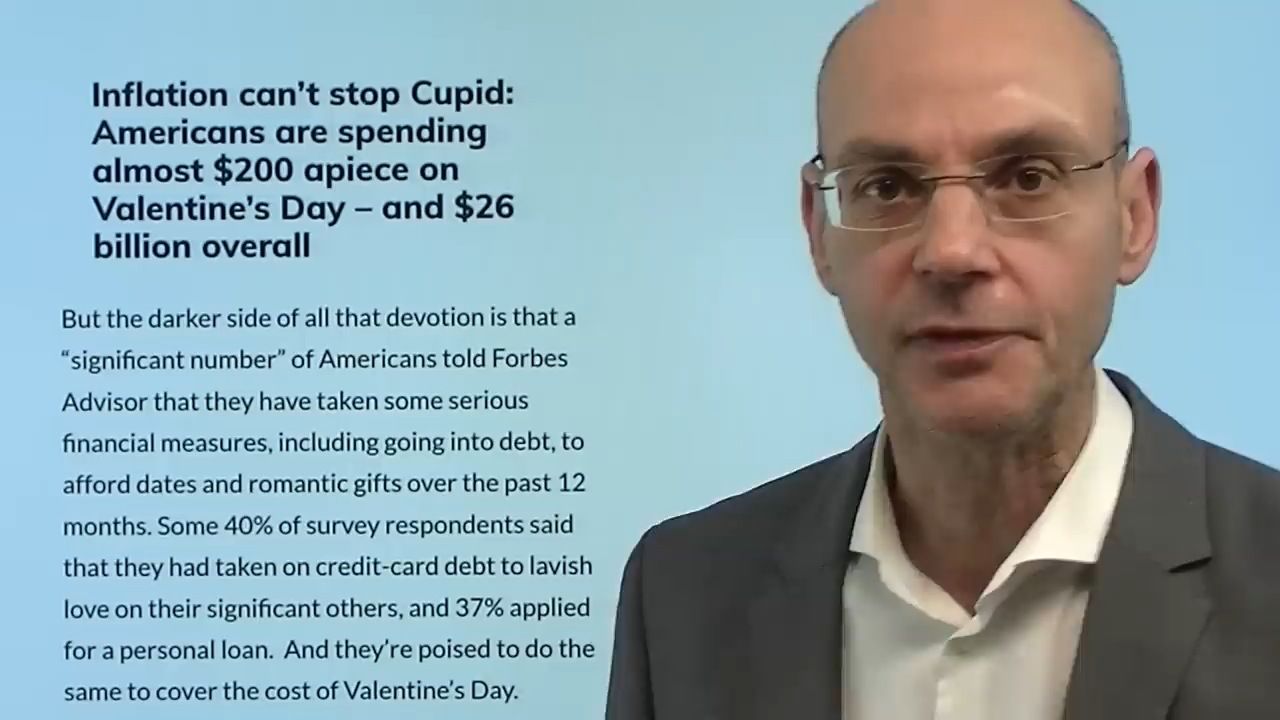 Inflation can’t stop Cupid:
Americans are spending
almost $200 apiece on
Valentine’s Day – and $26
billion overall
But the darker side of all that devotion is that a
“significant number” of Americans told Forbes
Advisor that they have taken some serious
financial measures, including going into debt, to
afford dates and romantic gifts over the past 12
months. Some 40% of survey respondents said
that they had taken on credit-card debt to lavish
love on their significant others, and 37% applied
for a personal loan.  And they’re poised to do the
same to cover the cost of Valentine’s Day.